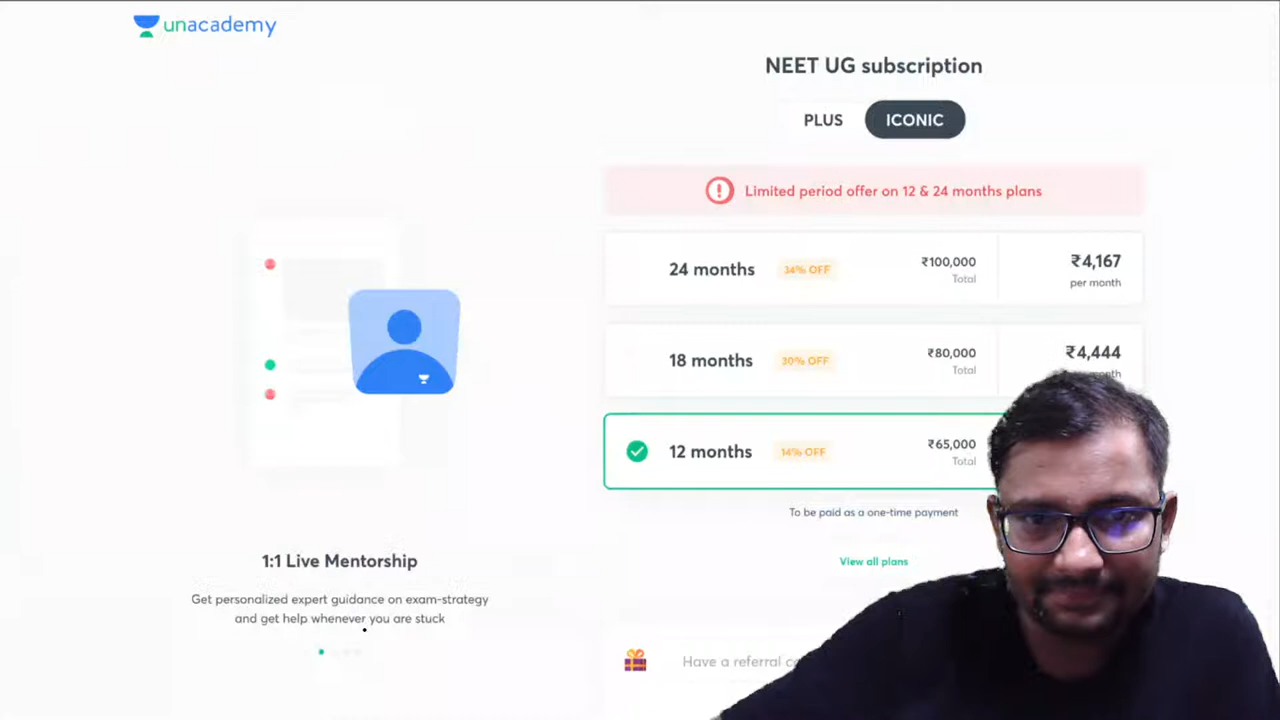 unacademy
NEET UG subscription
PLUS
ICONIC
Limited period offer on 12 & 24 months plans
24 months
34% OFF
₹100,000
Total
₹4,167
per month
18 months
30% OFF
₹80,000
Total
₹4,444
12 months
14% OFF
₹65,000
Total
To be paid as a one-time payment
View all plans
1:1 Live Mentorship
Get personalized expert guidance on exam-strategy
and get help whenever you are stuck
Have a referral